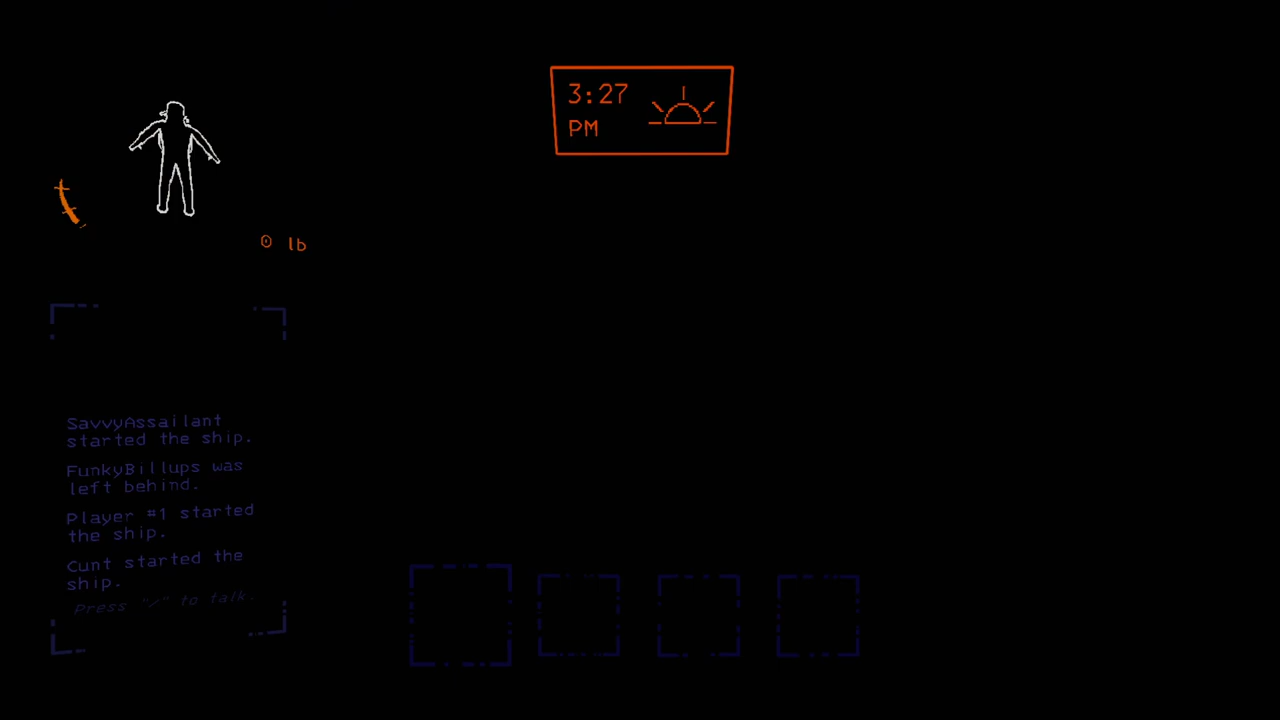 3:27
PM
0 lb
SavvyAssailant
started the ship.
FunkyBillups was
left behind.
Player #1 started
the ship.
Cunt started the
ship.
Press "/" to talk.